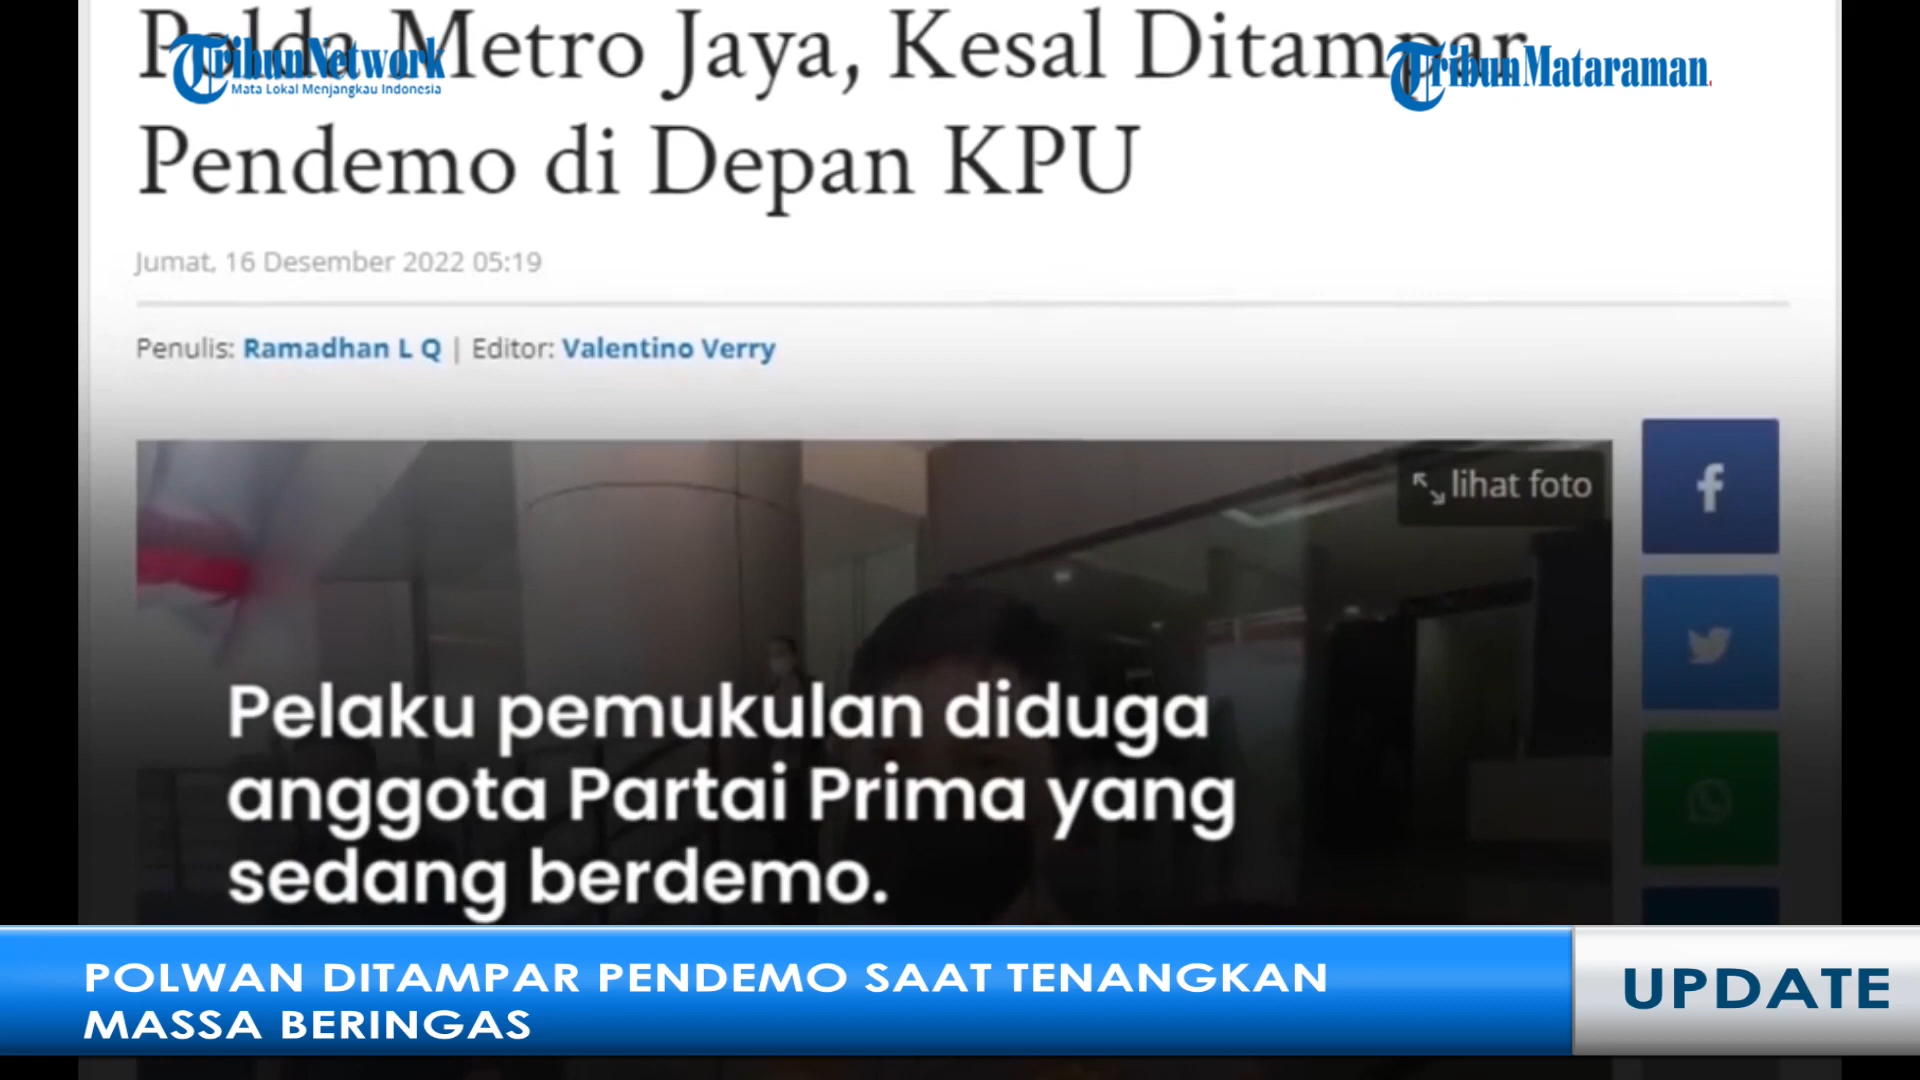 Polda Metro Jaya, Kesal Ditampar
TribunNetwork
Mata Lokal Menjangkau Indonesia
TribunMataraman.
Pendemo di Depan KPU
Jumat, 16 Desember 2022 05:19
Penulis: Ramadhan L Q | Editor: Valentino Verry
lihat foto
Pelaku pemukulan diduga
anggota Partai Prima yang
sedang berdemo.
POLWAN DITAMPAR PENDEMO SAAT TENANGKAN
MASSA BERINGAS
UPDATE